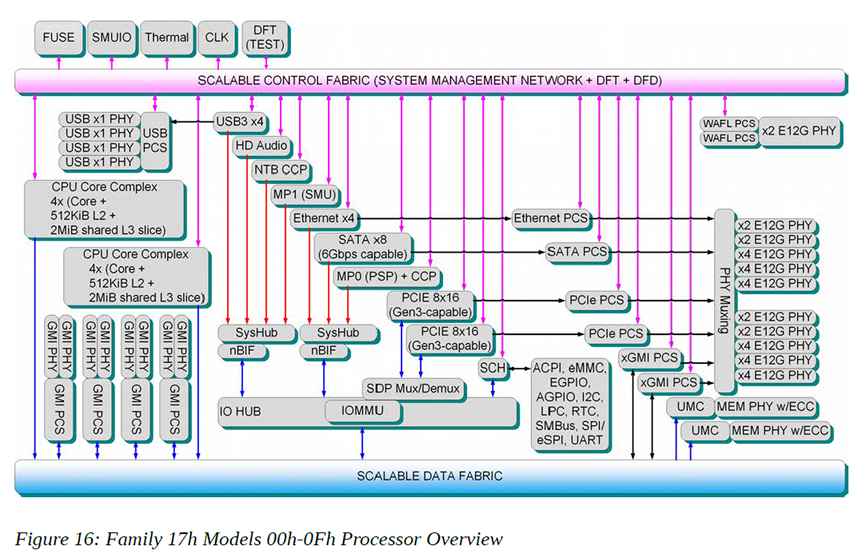 FUSE
SMUIO
Thermal
CLK
DFT
(TEST)
SCALABLE CONTROL FABRIC (SYSTEM MANAGEMENT NETWORK + DFT + DFD)
USB x1 PHY
USB x1 PHY
USB x1 PHY
USB x1 PHY
USB
PCS
USB3 x4
HD Audio
NTB CCP
MP1 (SMU)
Ethernet x4
SATA x8
(6Gbps capable)
MP0 (PSP) + CCP
PCIE 8x16
(Gen3-capable)
PCIE 8x16
(Gen3-capable)
SCH
WAFL PCS
WAFL PCS
x2 E12G PHY
CPU Core Complex
4x (Core +
512KiB L2 +
2MiB shared L3 slice)
CPU Core Complex
4x (Core +
512KiB L2 +
2MiB shared L3 slice)
Ethernet PCS
SATA PCS
PCIe PCS
PCIe PCS
xGMI PCS
xGMI PCS
PHY Muxing
x2 E12G PHY
x2 E12G PHY
x4 E12G PHY
x4 E12G PHY
x4 E12G PHY
x2 E12G PHY
x2 E12G PHY
x4 E12G PHY
x4 E12G PHY
x4 E12G PHY
GMI PHY
GMI PHY
GMI PCS
GMI PHY
GMI PHY
GMI PCS
GMI PHY
GMI PHY
GMI PCS
GMI PHY
GMI PHY
GMI PCS
SysHub
nBIF
SysHub
nBIF
SDP Mux/Demux
IO HUB
IOMMU
ACPI, eMMC,
EGPIO,
AGPIO, I2C,
LPC, RTC,
SMBus, SPI/
eSPI, UART
UMC
MEM PHY w/ECC
UMC
MEM PHY w/ECC
SCALABLE DATA FABRIC
Figure 16: Family 17h Models 00h-0Fh Processor Overview